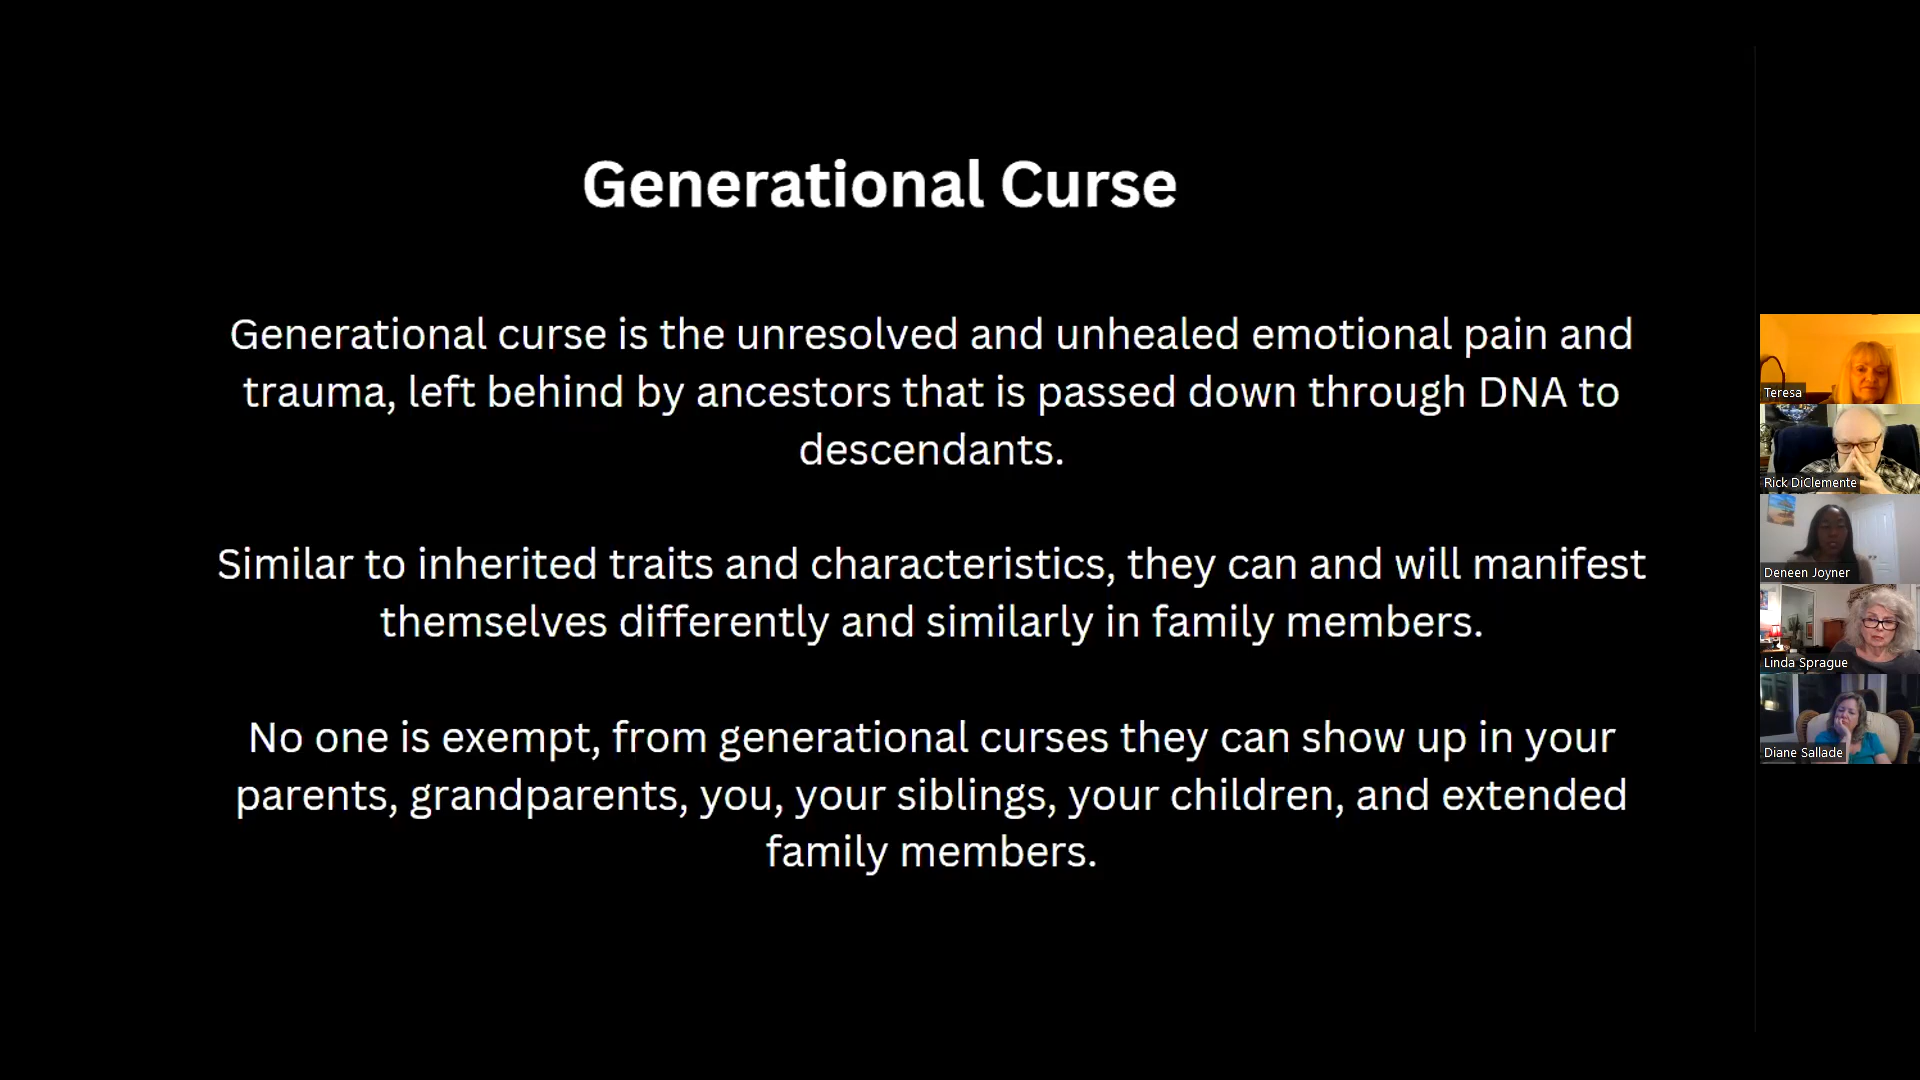 Generational Curse
Generational curse is the unresolved and unhealed emotional pain and
trauma, left behind by ancestors that is passed down through DNA to
descendants.
Similar to inherited traits and characteristics, they can and will manifest
themselves differently and similarly in family members.
No one is exempt, from generational curses they can show up in your
parents, grandparents, you, your siblings, your children, and extended
family members.
Teresa
Rick DiClemente
Deneen Joyner
Linda Sprague
Diane Sallade